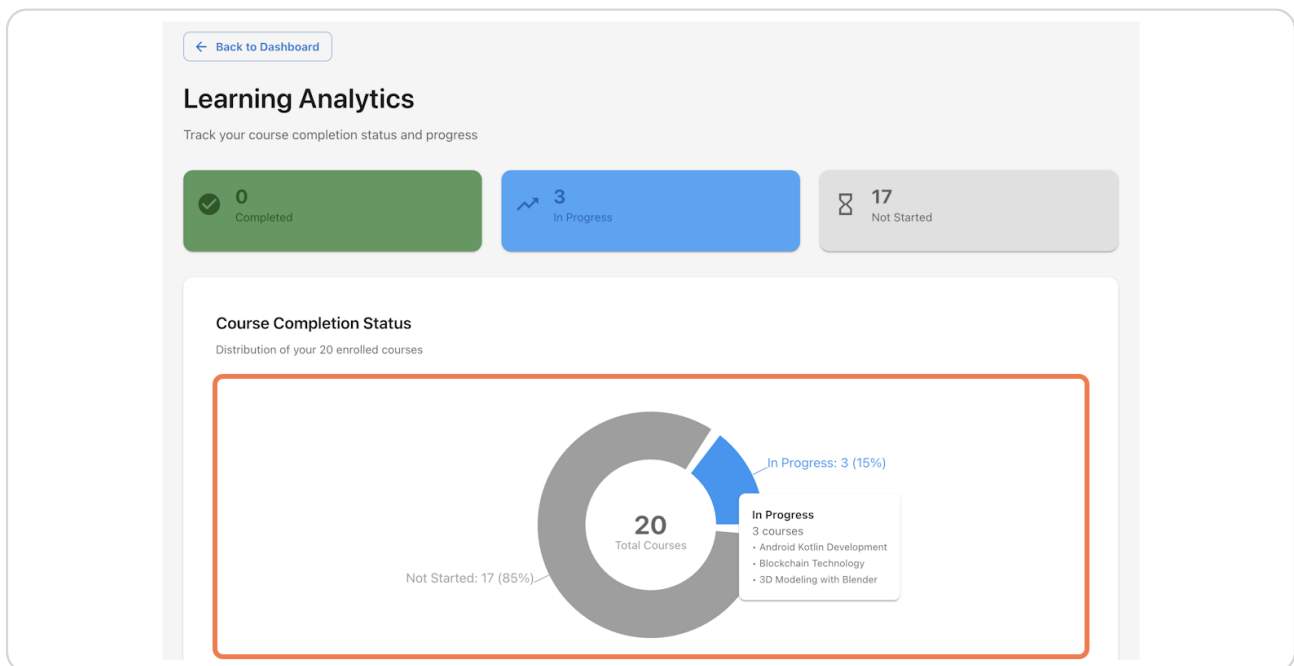 Back to Dashboard
Learning Analytics
Track your course completion status and progress
0
Completed
3
In Progress
17
Not Started
Course Completion Status
Distribution of your 20 enrolled courses
In Progress: 3 (15%)
In Progress
3 courses
• Android Kotlin Development
• Blockchain Technology
• 3D Modeling with Blender
20
Total Courses
Not Started: 17 (85%)